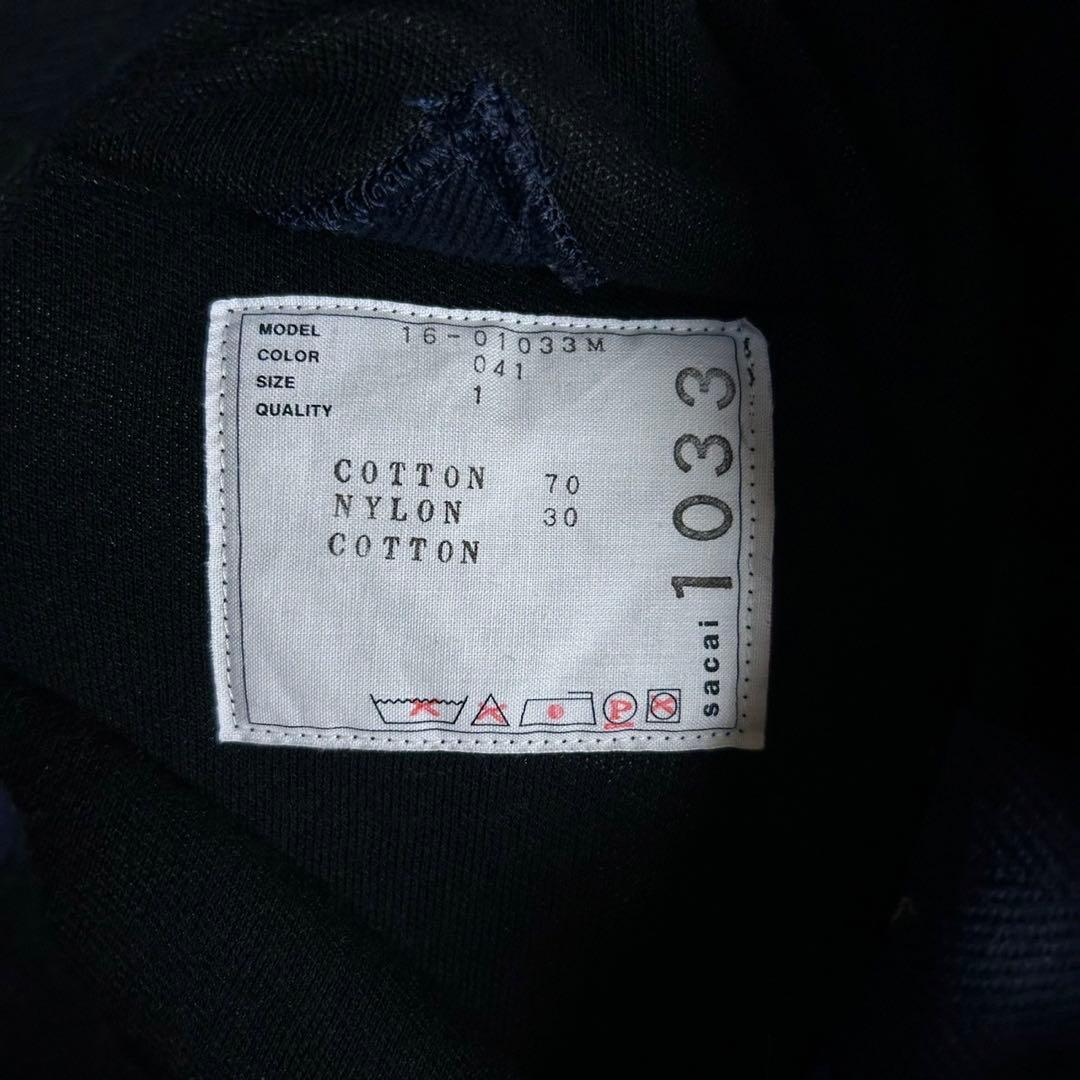 MODEL 16-01033M
COLOR 041
SIZE 1
QUALITY
COTTON 70
NYLON 30
COTTON
P
sacai 1033